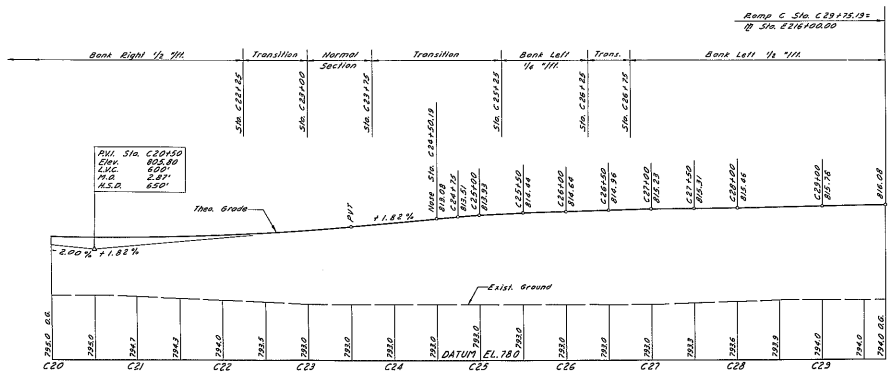 Ramp C Sta. C29+75.19=
M Sta. E216+00.00
Bank Right 1/2 "/ft.
Transition
Normal
Section
Transition
Bank Left
1/4 "/ft.
Trans.
Bank Left 1/2 "/ft.
Sta. C22+25
Sta. C23+00
Sta. C23+75
Sta. C25+25
Sta. C26+25
Sta. C26+75
P.V.I. Sta. C20+50
Elev. 805.80
L.V.C. 600'
M.O. 2.87'
H.S.D. 650'
Theo. Grade
PVT
+1.82%
Nose Sta. C24+50.19
813.08
C24+75
813.51
C25+00
813.93
C25+50
814.44
C26+00
814.64
C26+50
814.96
C27+00
815.23
C27+50
815.31
C28+00
815.46
C29+00
815.76
816.08
-2.00% +1.82%
Exist. Ground
795.0 O.G.
795.0
794.7
794.3
794.0
793.5
793.0
793.0
793.0
793.0
793.0
793.0
793.0
793.0
793.0
793.3
793.6
793.9
794.0
794.0
794.0 O.G.
DATUM EL. 780
C20
C21
C22
C23
C24
C25
C26
C27
C28
C29